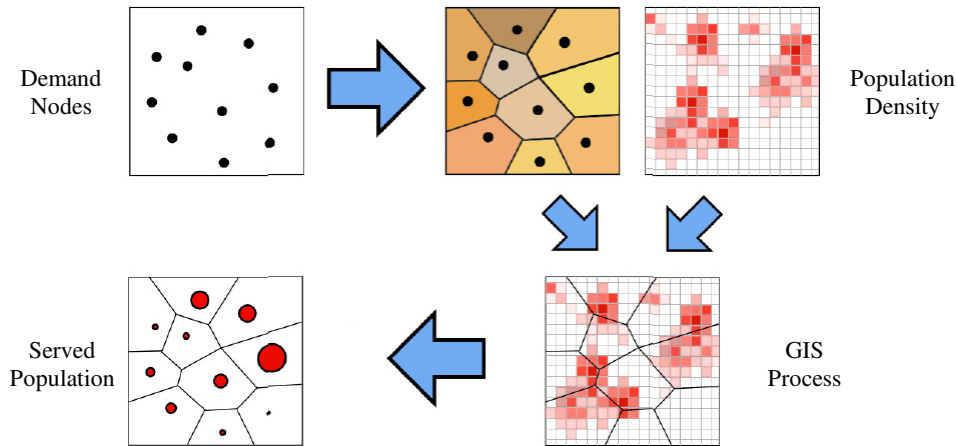 Demand
Nodes
Population
Density
Served
Population
GIS
Process